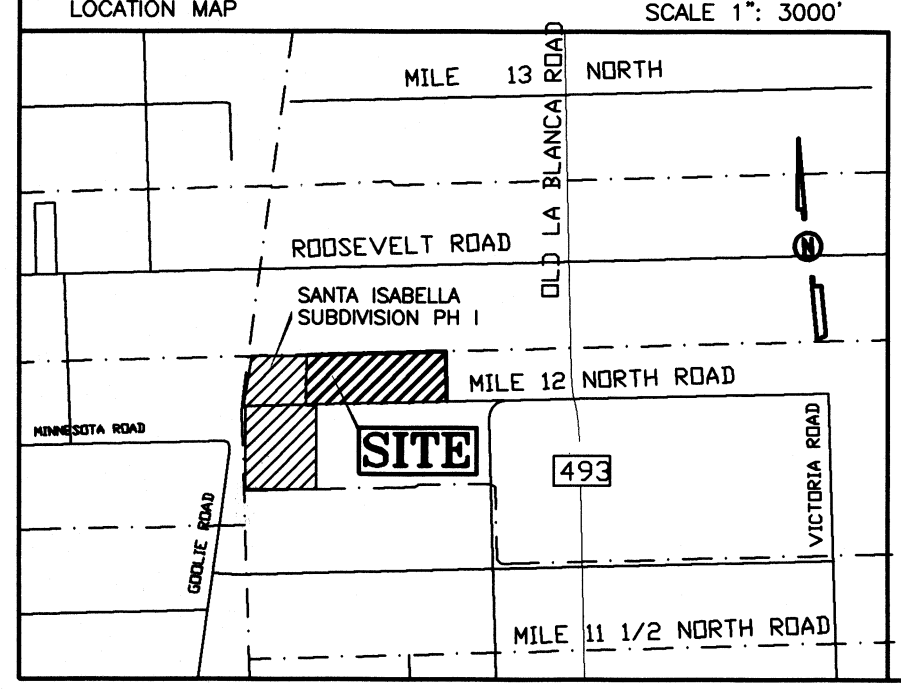 LOCATION MAP
SCALE 1": 3000'
MILE 13 NORTH
OLD LA BLANCA ROAD
ROOSEVELT ROAD
N
SANTA ISABELLA
SUBDIVISION PH I
MILE 12 NORTH ROAD
MINNESOTA ROAD
SITE
493
VICTORIA ROAD
GOOLIE ROAD
MILE 11 1/2 NORTH ROAD